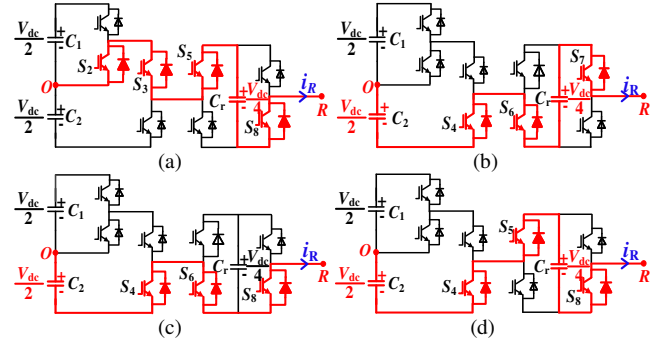 Vdc/2 + - C1 S2 S3 S5 + - Vdc/4 Cr S8 iR R
O
Vdc/2 + - C2
(a)
Vdc/2 + - C1 S4 S6 S7 + - Vdc/4 Cr iR R
O
Vdc/2 + - C2
(b)
Vdc/2 + - C1 S4 S6 + - Vdc/4 Cr S8 iR R
O
Vdc/2 + - C2
(c)
Vdc/2 + - C1 S4 S5 + - Vdc/4 Cr S8 iR R
O
Vdc/2 + - C2
(d)